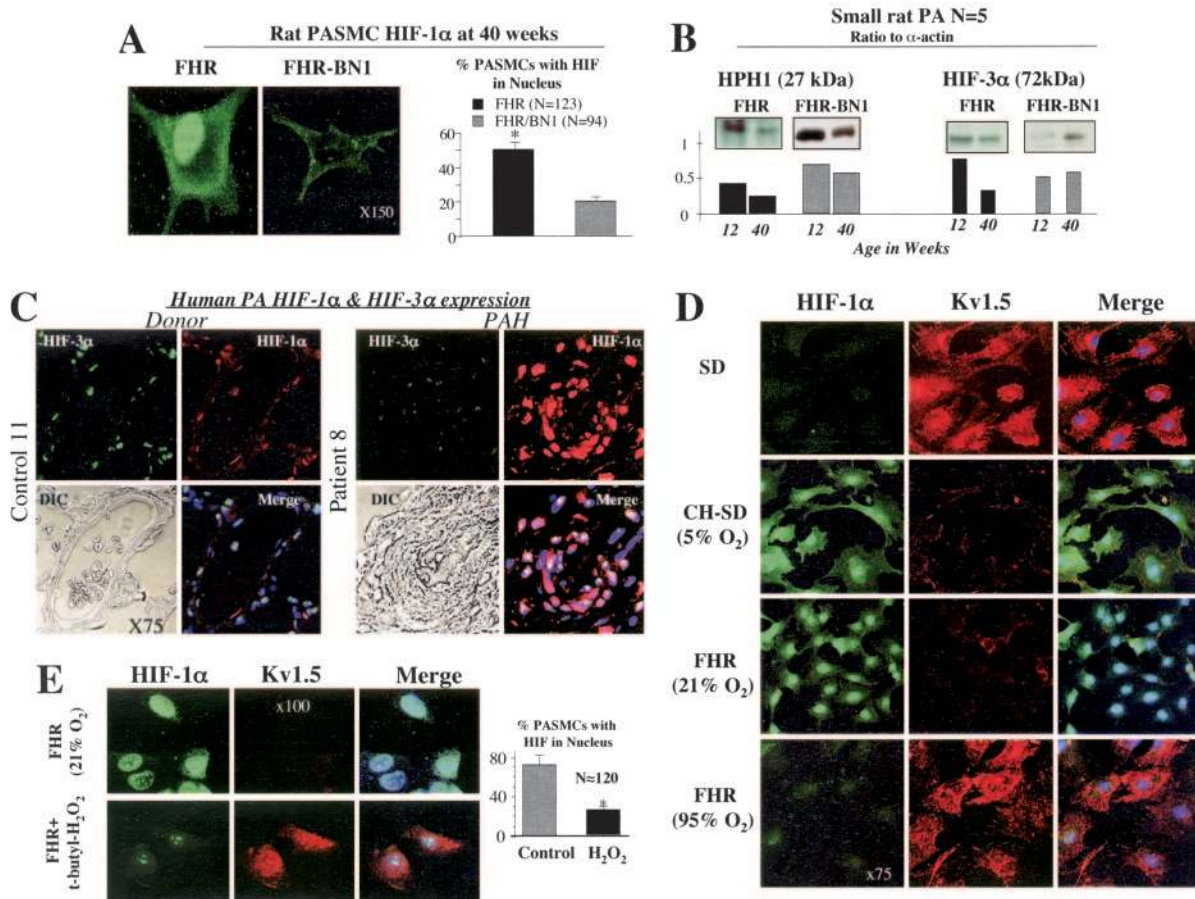 A
Rat PASMC HIF-1α at 40 weeks
FHR
FHR-BN1
X150
% PASMCs with HIF
in Nucleus
FHR (N=123)
FHR/BN1 (N=94)
*
60
40
20
0
B
Small rat PA N=5
Ratio to α-actin
HPH1 (27 kDa)
HIF-3α (72kDa)
FHR
FHR-BN1
FHR
FHR-BN1
1
0.5
0
12 40
12 40
12 40
12 40
Age in Weeks
C
Human PA HIF-1α & HIF-3α expression
Donor
PAH
Control 11
HIF-3α
HIF-1α
DIC
X75
Merge
Patient 8
HIF-3α
HIF-1α
DIC
Merge
D
HIF-1α
Kv1.5
Merge
SD
CH-SD
(5% O₂)
FHR
(21% O₂)
FHR
(95% O₂)
x75
E
HIF-1α
Kv1.5
Merge
FHR
(21% O₂)
x100
FHR+
t-butyl-H₂O₂
% PASMCs with
HIF in Nucleus
80
40
0
N≈120
*
Control
H₂O₂